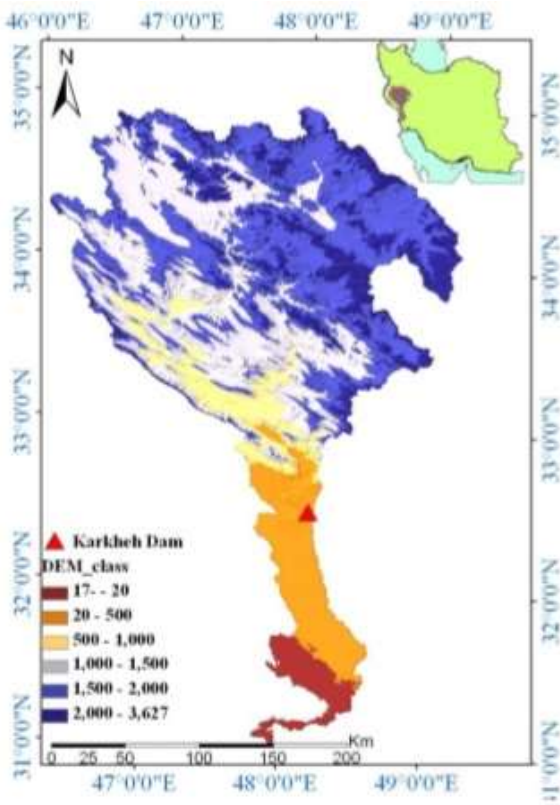 46°0'0"E 47°0'0"E 48°0'0"E 49°0'0"E
N
35°0'0"N
35°0'0"N
34°0'0"N
34°0'0"N
33°0'0"N
33°0'0"N
32°0'0"N
32°0'0"N
31°0'0"N
31°0'0"N
Karkheh Dam
DEM_class
17- - 20
20 - 500
500 - 1,000
1,000 - 1,500
1,500 - 2,000
2,000 - 3,627
Km
0 25 50 100 150 200
47°0'0"E 48°0'0"E 49°0'0"E